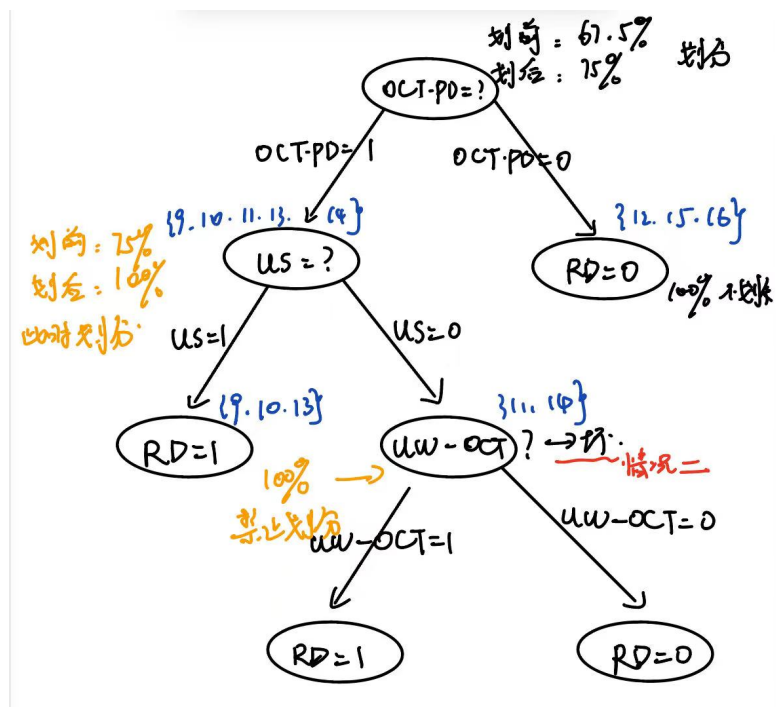 划前：67.5%
划后：75%
划分
OCT-PD=?
OCT-PD=1
OCT-PD=0
{9.10.11.13.14}
{12.15.16}
划前：75%
划后：100%
此时划分
US=?
RD=0
100% 不划分
US=1
US=0
{9.10.13}
{11.14}
RD=1
UW-OCT?→坏.
情况二
100% →
禁止划分
UW-OCT=1
UW-OCT=0
RD=1
RD=0